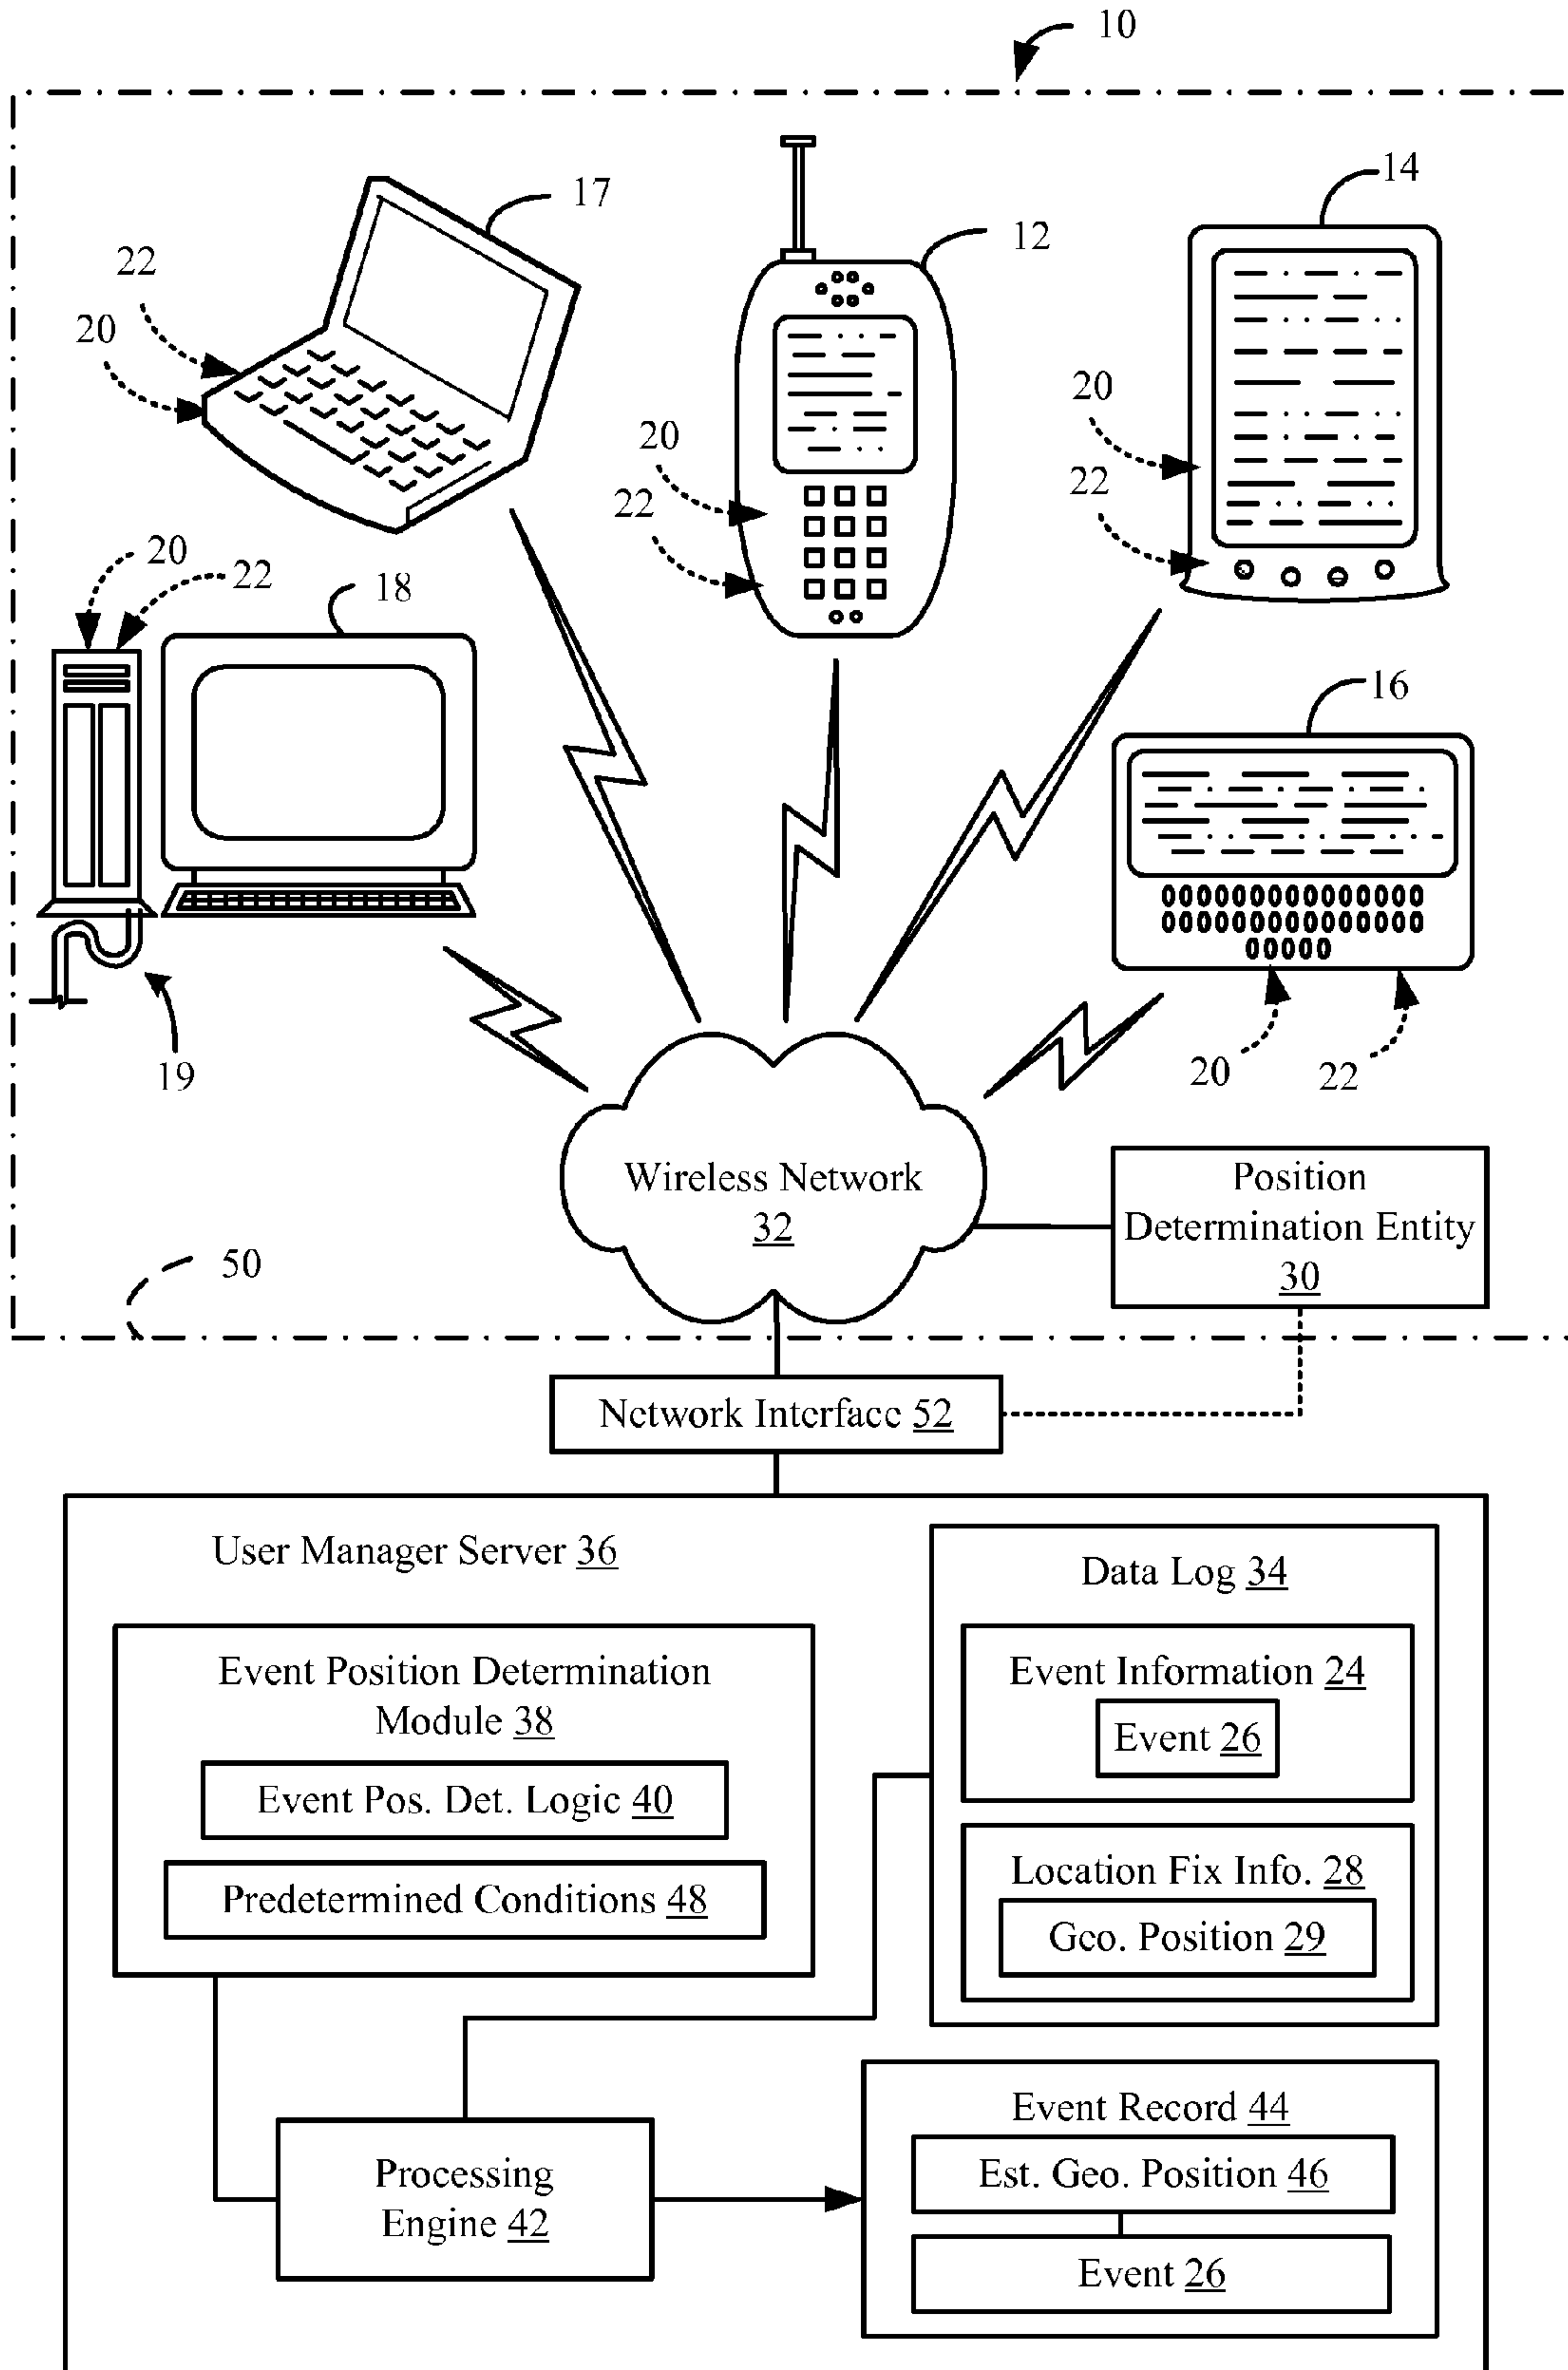 10
17
12
14
22
20
20
22
20
22
20
22
18
16
19
20
22
Wireless Network
32
Position
Determination Entity
30
50
Network Interface 52
User Manager Server 36
Data Log 34
Event Position Determination
Module 38
Event Information 24
Event 26
Event Pos. Det. Logic 40
Predetermined Conditions 48
Location Fix Info. 28
Geo. Position 29
Event Record 44
Processing
Engine 42
Est. Geo. Position 46
Event 26